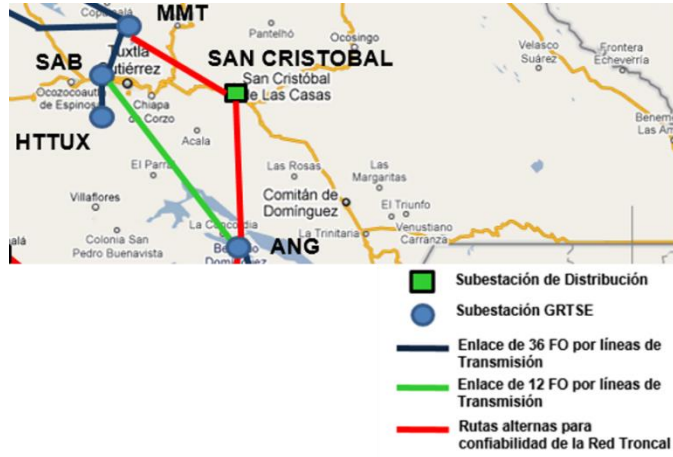 Copainalá
MMT
Pantelhó
Ocosingo
Velasco
Suárez
Frontera
Echeverría
Tuxtla
Gutiérrez
SAB
SAN CRISTOBAL
San Cristóbal
de Las Casas
Ocozocoautla
de Espinosa
Chiapa
de Corzo
HTTUX
Acala
Benemé
Las Am
El Parral
Las Rosas
Las
Margaritas
Villaflores
Comitán de
Domínguez
El Triunfo
Colonia San
Pedro Buenavista
La Concordia
La Trinitaria
Venustiano
Carranza
ANG
Subestación de Distribución
Subestación GRTSE
Enlace de 36 FO por líneas de
Transmisión
Enlace de 12 FO por líneas de
Transmisión
Rutas alternas para
confiabilidad de la Red Troncal